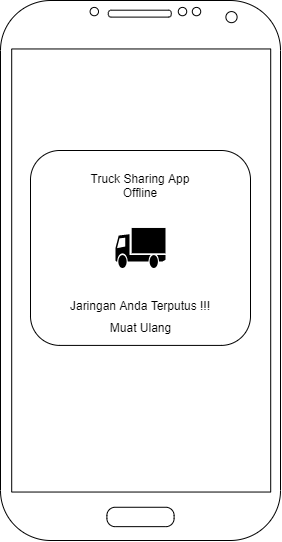 Truck Sharing App
Offline
Jaringan Anda Terputus !!!
Muat Ulang